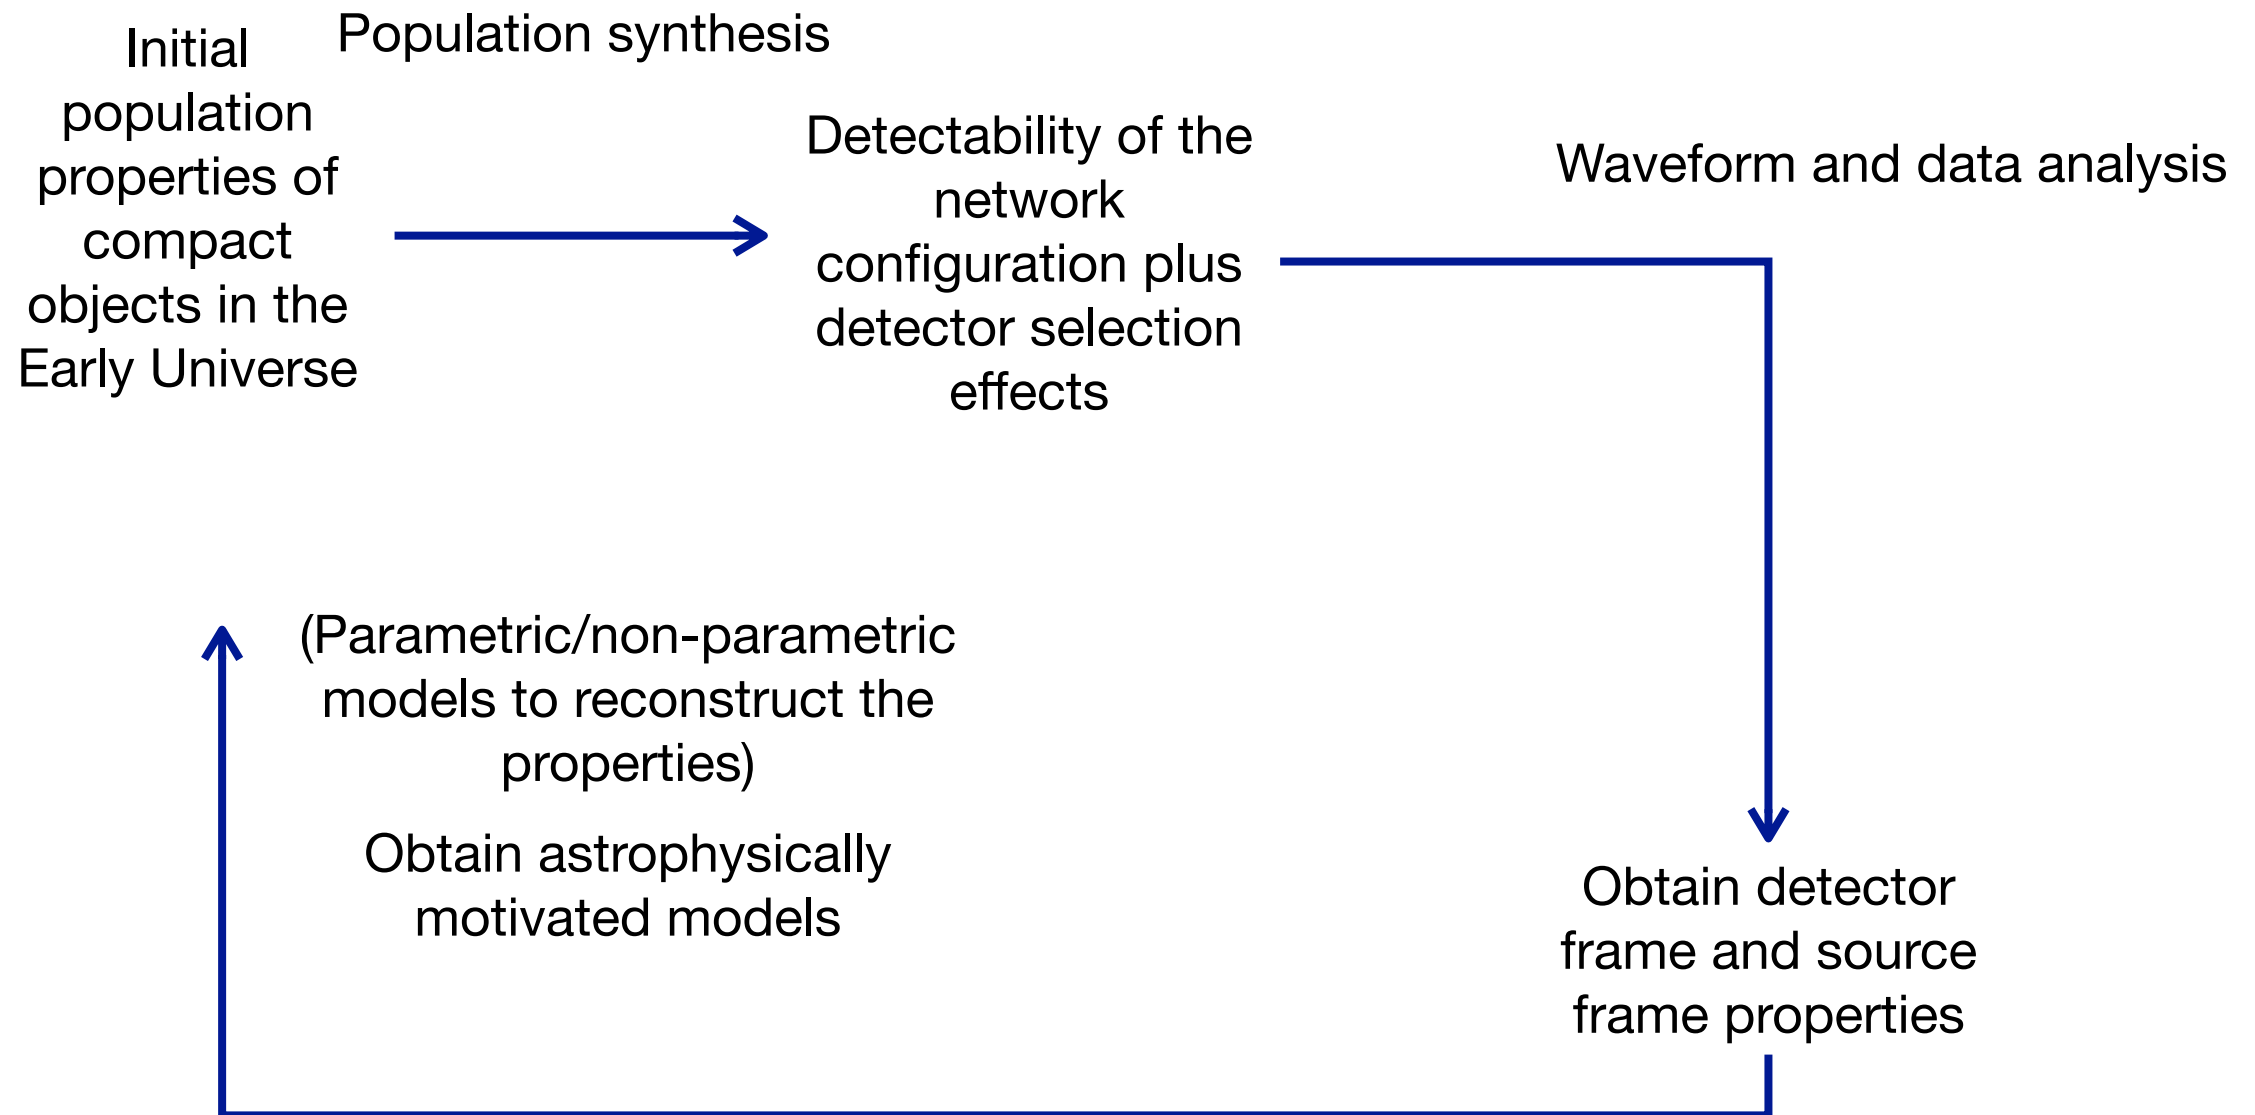 Initial
population
properties of
compact
objects in the
Early Universe
Population synthesis
Detectability of the
network
configuration plus
detector selection
effects
Waveform and data analysis
(Parametric/non-parametric
models to reconstruct the
properties)
Obtain astrophysically
motivated models
Obtain detector
frame and source
frame properties